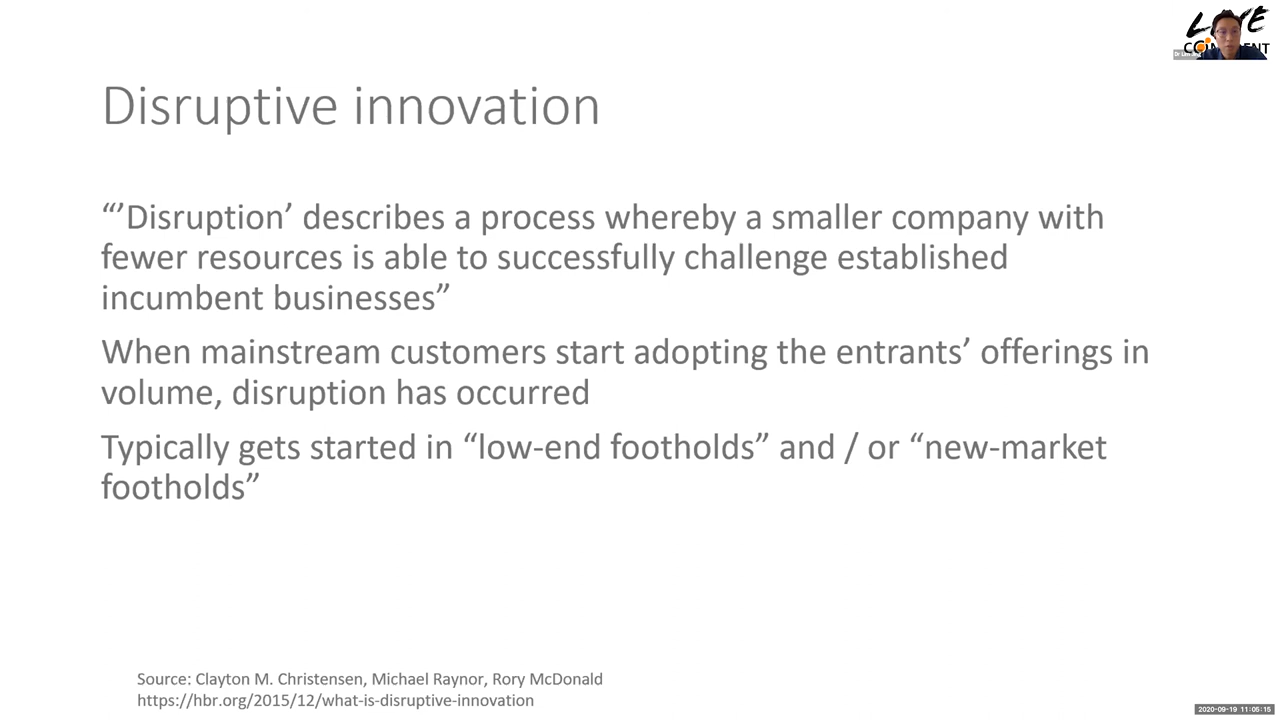 Disruptive innovation
“’Disruption’ describes a process whereby a smaller company with
fewer resources is able to successfully challenge established
incumbent businesses”
When mainstream customers start adopting the entrants’ offerings in
volume, disruption has occurred
Typically gets started in “low-end footholds” and / or “new-market
footholds”
Source: Clayton M. Christensen, Michael Raynor, Rory McDonald
https://hbr.org/2015/12/what-is-disruptive-innovation
2020-09-19 11:05:15